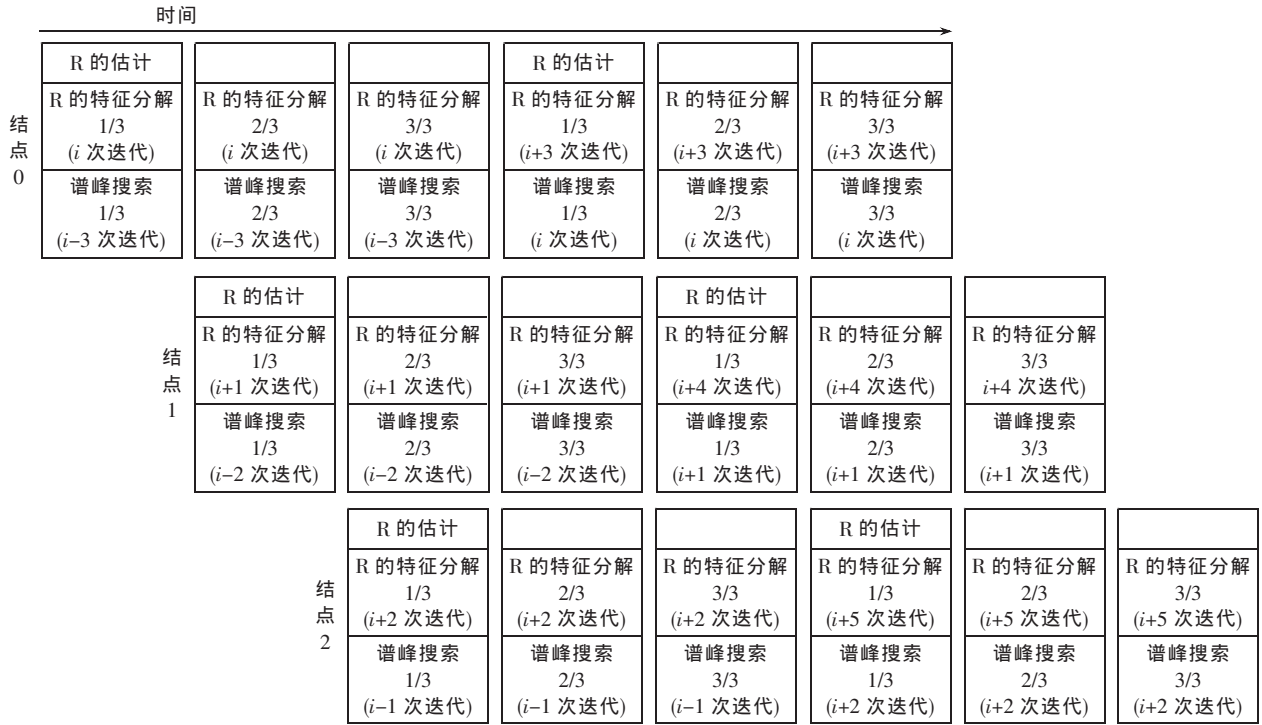 时间
结点0
R 的估计
R 的估计
R 的特征分解 R 的特征分解 R 的特征分解 R 的特征分解 R 的特征分解 R 的特征分解
1/3 2/3 3/3 1/3 2/3 3/3
(i 次迭代) (i 次迭代) (i 次迭代) (i+3 次迭代) (i+3 次迭代) (i+3 次迭代)
谱峰搜索 谱峰搜索 谱峰搜索 谱峰搜索 谱峰搜索 谱峰搜索
1/3 2/3 3/3 1/3 2/3 3/3
(i–3 次迭代) (i–3 次迭代) (i–3 次迭代) (i 次迭代) (i 次迭代) (i 次迭代)
结点1
R 的估计
R 的估计
R 的特征分解 R 的特征分解 R 的特征分解 R 的特征分解 R 的特征分解 R 的特征分解
1/3 2/3 3/3 1/3 2/3 3/3
(i+1 次迭代) (i+1 次迭代) (i+1 次迭代) (i+4 次迭代) (i+4 次迭代) i+4 次迭代)
谱峰搜索 谱峰搜索 谱峰搜索 谱峰搜索 谱峰搜索 谱峰搜索
1/3 2/3 3/3 1/3 2/3 3/3
(i–2 次迭代) (i–2 次迭代) (i–2 次迭代) (i+1 次迭代) (i+1 次迭代) (i+1 次迭代)
结点2
R 的估计
R 的估计
R 的特征分解 R 的特征分解 R 的特征分解 R 的特征分解 R 的特征分解 R 的特征分解
1/3 2/3 3/3 1/3 2/3 3/3
(i+2 次迭代) (i+2 次迭代) (i+2 次迭代) (i+5 次迭代) (i+5 次迭代) (i+5 次迭代)
谱峰搜索 谱峰搜索 谱峰搜索 谱峰搜索 谱峰搜索 谱峰搜索
1/3 2/3 3/3 1/3 2/3 3/3
(i–1 次迭代) (i–1 次迭代) (i–1 次迭代) (i+2 次迭代) (i+2 次迭代) (i+2 次迭代)